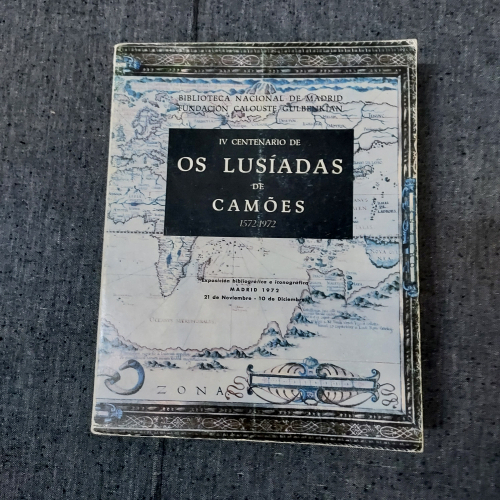 BIBLIOTECA NACIONAL DE MADRID
FUNDACIÓN CALOUSTE GULBENKIAN
IV CENTENARIO DE
OS LUSÍADAS
DE
CAMÕES
1572-1972
Exposición bibliográfica e iconográfica
MADRID 1972
21 de Noviembre - 10 de Diciembre
ZONA